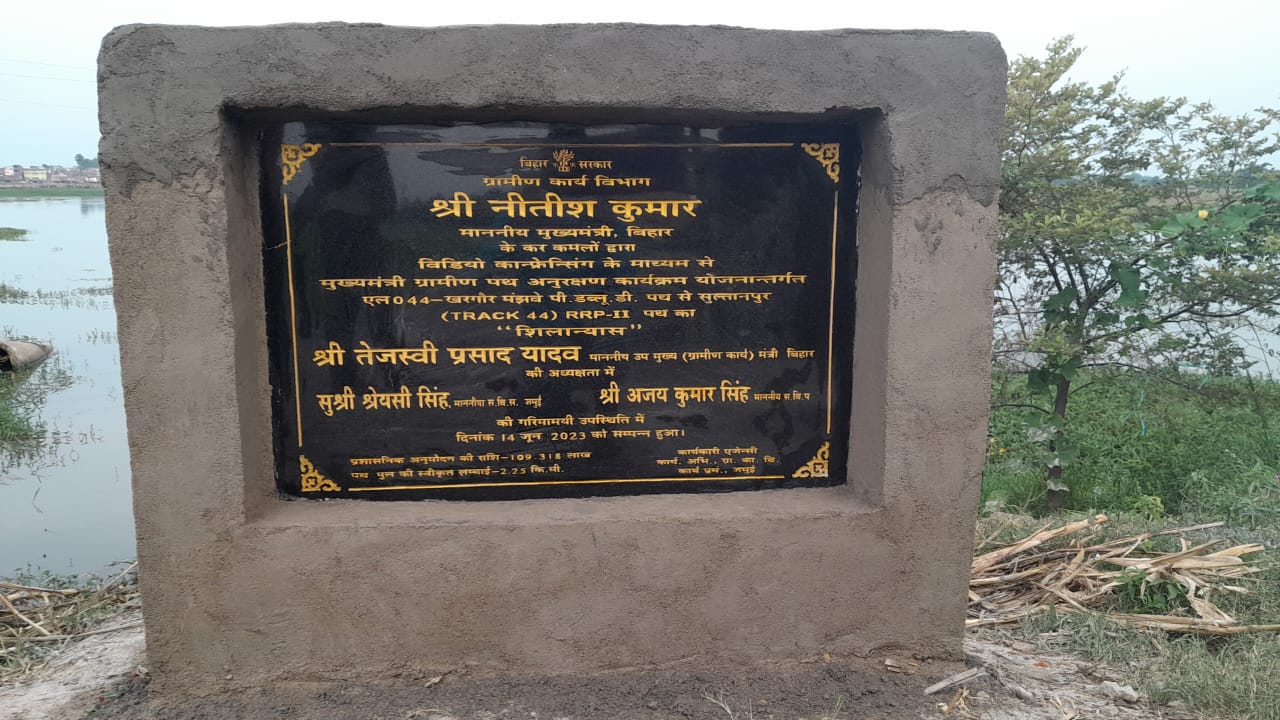 बिहार सरकार
ग्रामीण कार्य विभाग
श्री नीतीश कुमार
माननीय मुख्यमंत्री, बिहार
के कर कमलों द्वारा
विडियो कान्फ्रेन्सिंग के माध्यम से
मुख्यमंत्री ग्रामीण पथ अनुरक्षण कार्यक्रम योजनान्तर्गत
एल044-खरगौर मंझवे पी.डब्लू.डी. पथ से सुल्तानपुर
(TRACK 44) RRP-II पथ का
"शिलान्यास"
श्री तेजस्वी प्रसाद यादव माननीय उप मुख्य (ग्रामीण कार्य) मंत्री बिहार
की अध्यक्षता में
सुश्री श्रेयसी सिंह, माननीया स.वि.स. जमुई श्री अजय कुमार सिंह माननीय स.वि.प
की गरिमामयी उपस्थिति में
दिनांक 14 जून 2023 को सम्पन्न हुआ।
प्रशासनिक अनुमोदन की राशि-109.318 लाख
पथ पुल की स्वीकृत लम्बाई-2.25 कि.मी.
कार्यकारी एजेन्सी
कार्य. अभि. ग्रा. का. वि.
कार्य प्रम., जमुई